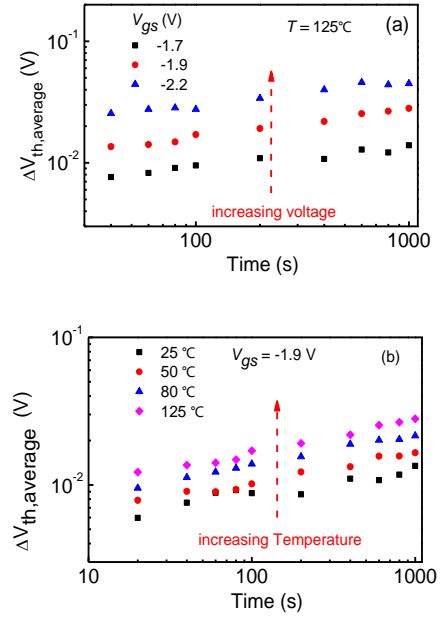 V_gs (V)
-1.7
-1.9
-2.2
T = 125℃
(a)
10^-1
10^-2
ΔV_th,average (V)
increasing voltage
100
1000
Time (s)
25 ℃
50 ℃
80 ℃
125 ℃
V_gs = -1.9 V
(b)
10^-1
10^-2
ΔV_th,average (V)
increasing Temperature
10
100
1000
Time (s)